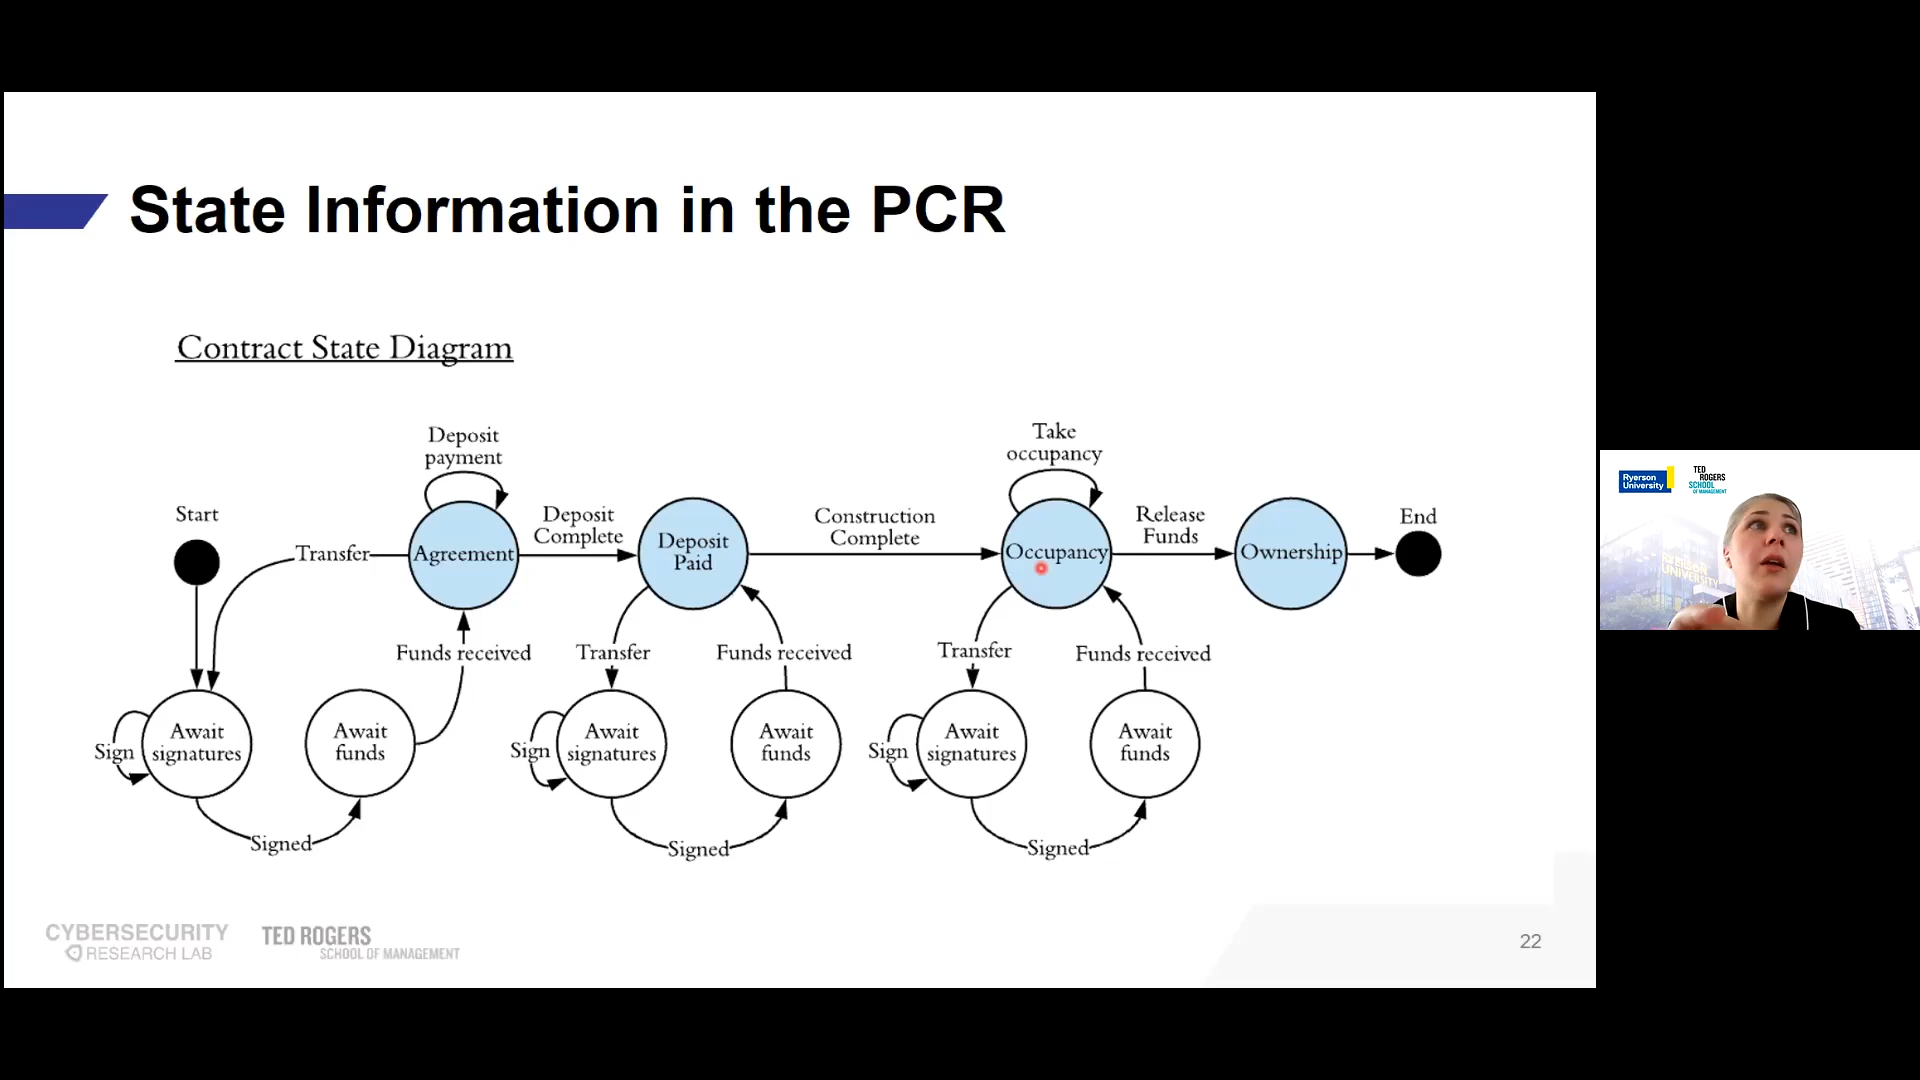 State Information in the PCR
Contract State Diagram
Deposit
payment
Take
occupancy
Start
Deposit
Complete
Construction
Complete
Release
Funds
End
Transfer
Agreement
Deposit
Paid
Occupancy
Ownership
Funds received
Transfer
Funds received
Transfer
Funds received
Sign
Await
signatures
Await
funds
Sign
Await
signatures
Await
funds
Sign
Await
signatures
Await
funds
Signed
Signed
Signed
CYBERSECURITY
RESEARCH LAB
TED ROGERS
SCHOOL OF MANAGEMENT
22
Ryerson
University
TED
ROGERS
SCHOOL
OF MANAGEMENT
RYERSON
UNIVERSITY